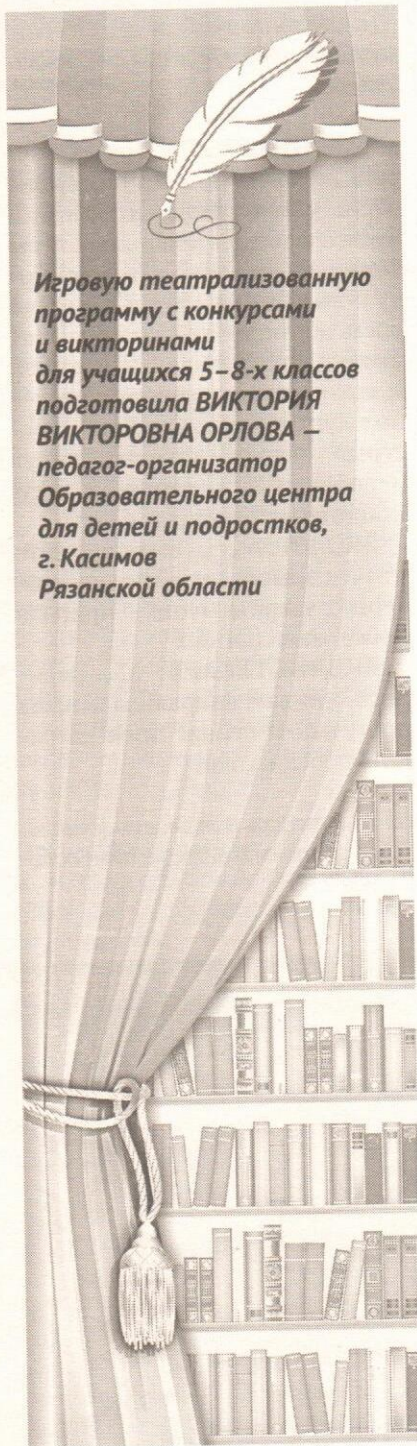 Игровую театрализованную
программу с конкурсами
и викторинами
для учащихся 5–8-х классов
подготовила ВИКТОРИЯ
ВИКТОРОВНА ОРЛОВА —
педагог-организатор
Образовательного центра
для детей и подростков,
г. Касимов
Рязанской области